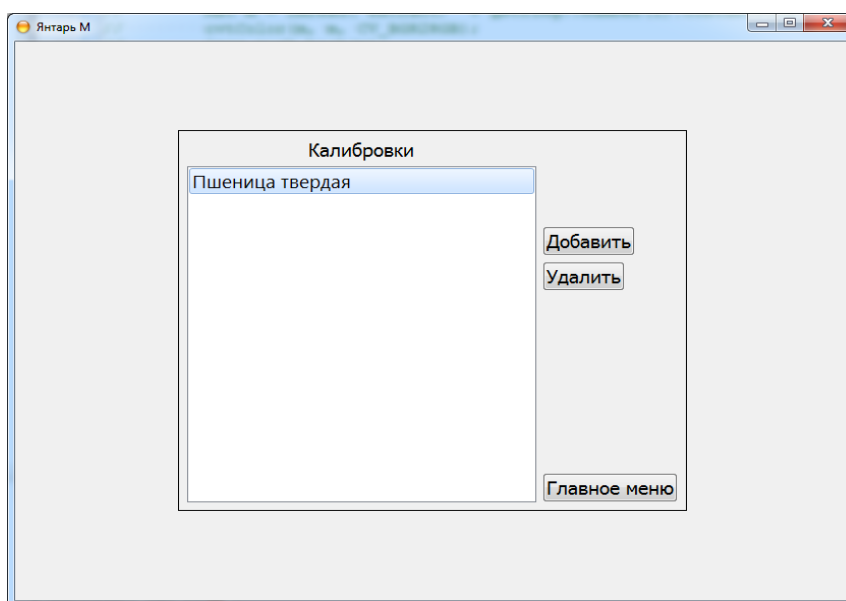 Янтарь М
Калибровки
Пшеница твердая
Добавить
Удалить
Главное меню